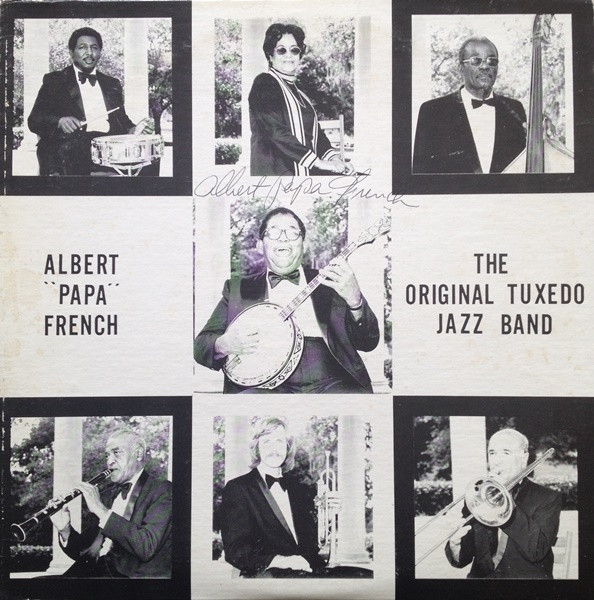 Albert Papa French
ALBERT
"PAPA"
FRENCH
THE
ORIGINAL TUXEDO
JAZZ BAND